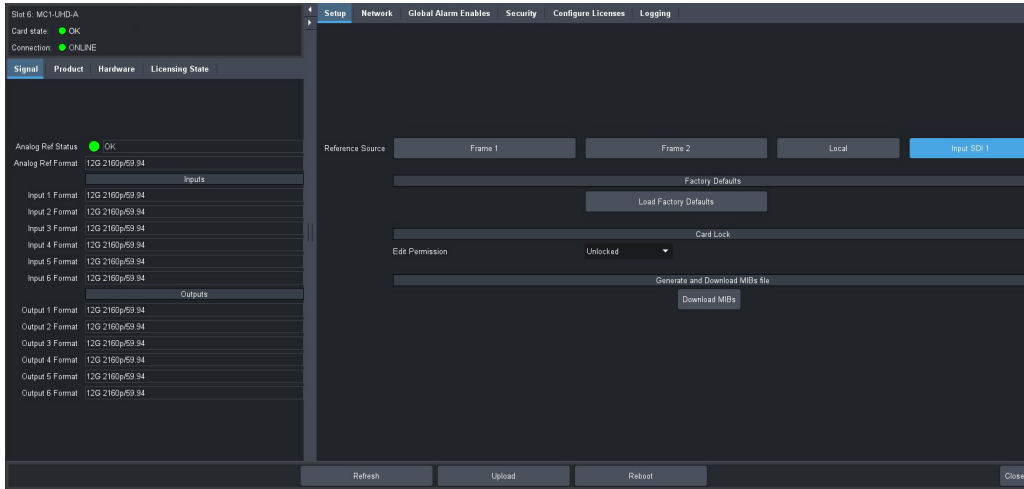 Slot 6: MC1-UHD-A
Card state: OK
Connection: ONLINE
Signal Product Hardware Licensing State
Analog Ref Status OK
Analog Ref Format 12G 2160p/59.94
Inputs
Input 1 Format 12G 2160p/59.94
Input 2 Format 12G 2160p/59.94
Input 3 Format 12G 2160p/59.94
Input 4 Format 12G 2160p/59.94
Input 5 Format 12G 2160p/59.94
Input 6 Format 12G 2160p/59.94
Outputs
Output 1 Format 12G 2160p/59.94
Output 2 Format 12G 2160p/59.94
Output 3 Format 12G 2160p/59.94
Output 4 Format 12G 2160p/59.94
Output 5 Format 12G 2160p/59.94
Output 6 Format 12G 2160p/59.94
Setup Network Global Alarm Enables Security Configure Licenses Logging
Reference Source Frame 1 Frame 2 Local Input SDI 1
Factory Defaults
Load Factory Defaults
Card Lock
Edit Permission Unlocked
Generate and Download MIBs file
Download MIBs
Refresh Upload Reboot Close